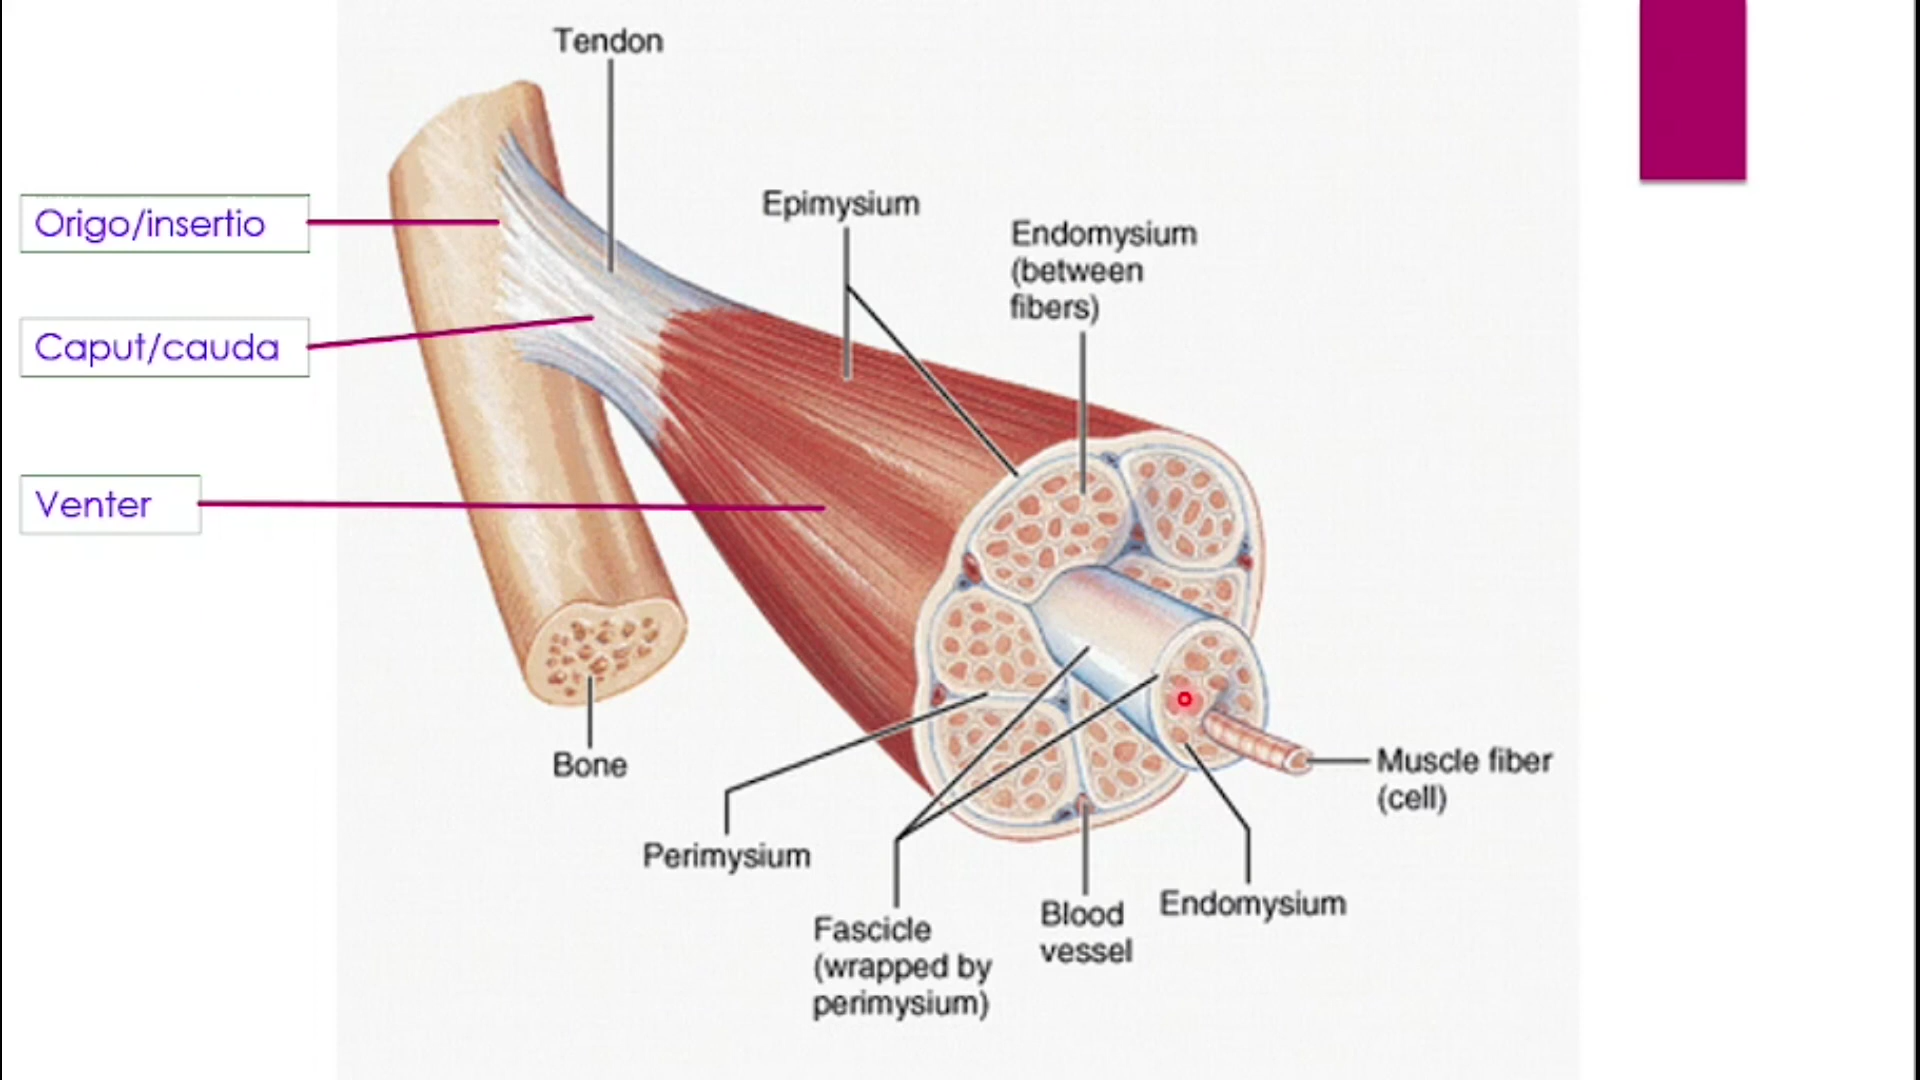 Tendon
Origo/insertio
Epimysium
Endomysium
(between
fibers)
Caput/cauda
Venter
Bone
Muscle fiber
(cell)
Perimysium
Fascicle
(wrapped by
perimysium)
Blood
vessel
Endomysium